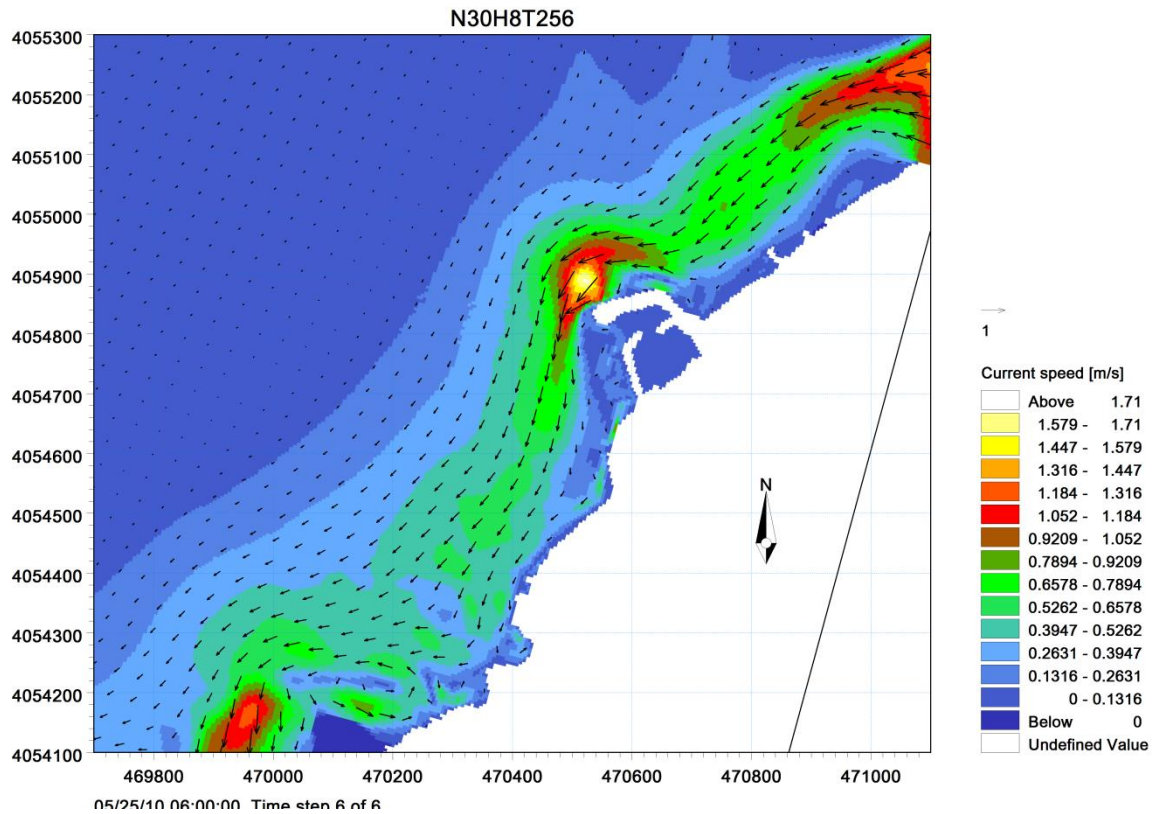 N30H8T256
4055300
4055200
4055100
4055000
4054900
4054800
4054700
4054600
4054500
4054400
4054300
4054200
4054100
469800 470000 470200 470400 470600 470800 471000
N
1
Current speed [m/s]
Above 1.71
1.579 - 1.71
1.447 - 1.579
1.316 - 1.447
1.184 - 1.316
1.052 - 1.184
0.9209 - 1.052
0.7894 - 0.9209
0.6578 - 0.7894
0.5262 - 0.6578
0.3947 - 0.5262
0.2631 - 0.3947
0.1316 - 0.2631
0 - 0.1316
Below 0
Undefined Value
05/25/10 06:00:00 Time step 6 of 6